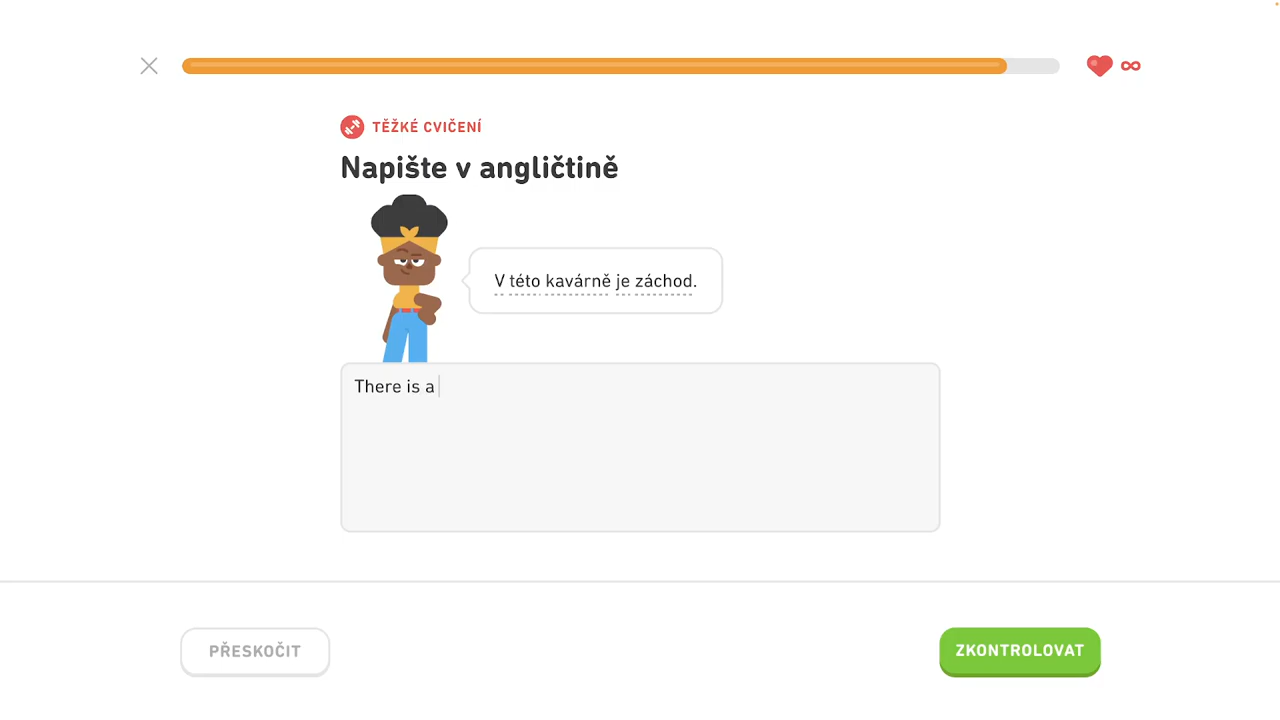 ∞
TĚŽKÉ CVIČENÍ
Napište v angličtině
V této kavárně je záchod.
There is a
PŘESKOČIT
ZKONTROLOVAT